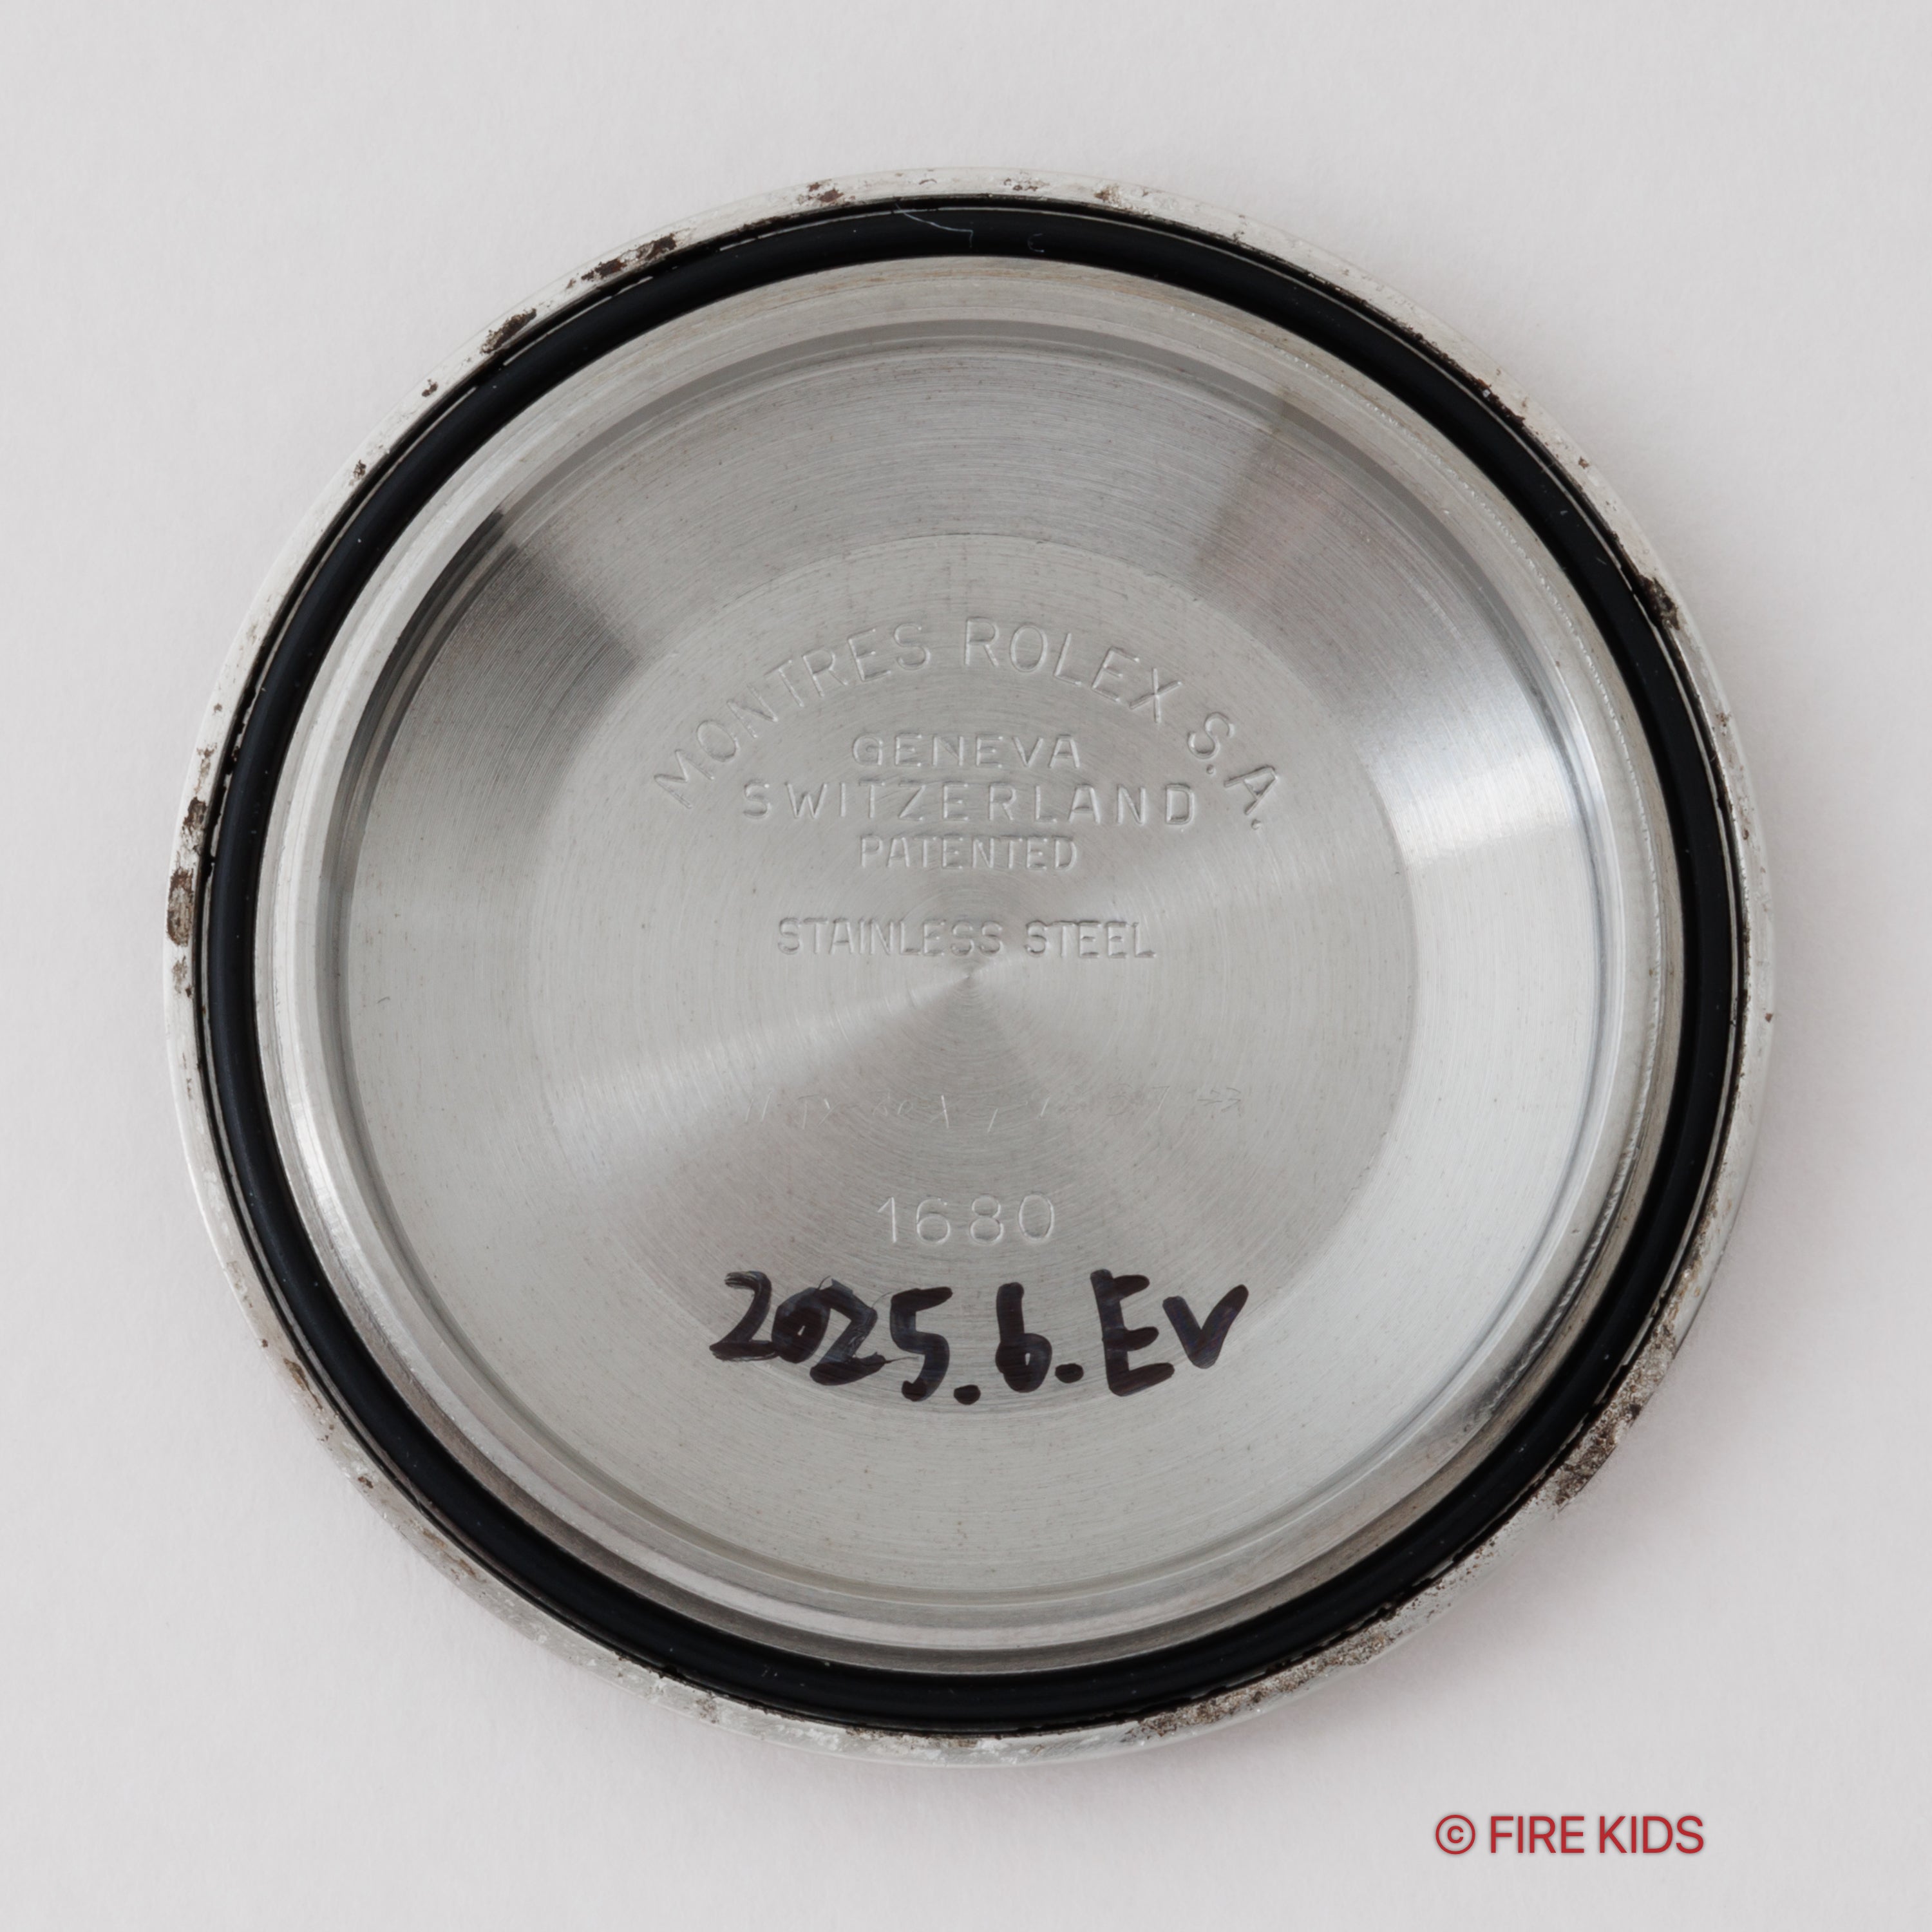 MONTRES ROLEX S.A.
GENEVA
SWITZERLAND
PATENTED
STAINLESS STEEL
1680
2025.6.Ev
© FIRE KIDS